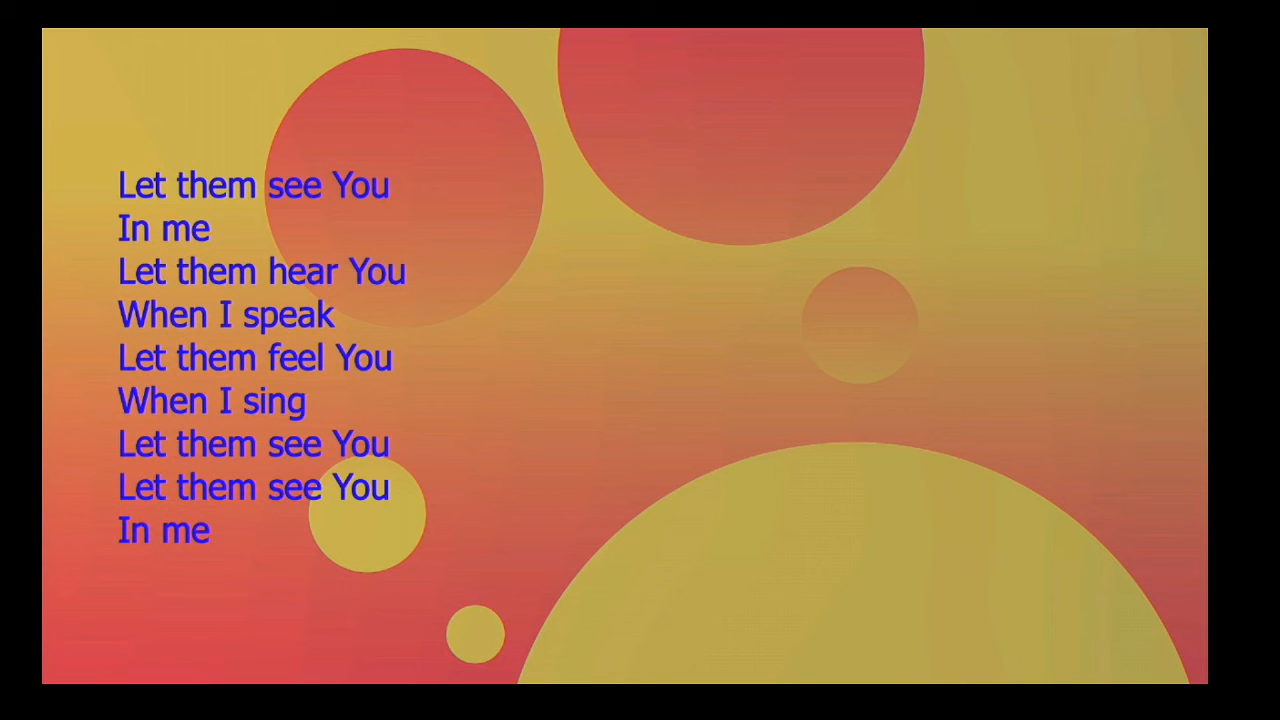 Let them see You
In me
Let them hear You
When I speak
Let them feel You
When I sing
Let them see You
Let them see You
In me